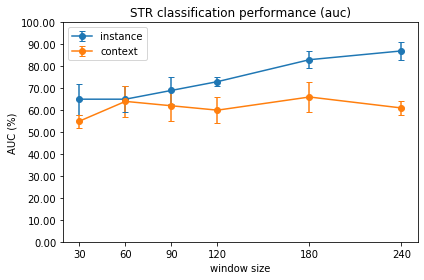 STR classification performance (auc)
instance
context
AUC (%)
100.00
90.00
80.00
70.00
60.00
50.00
40.00
30.00
20.00
10.00
0.00
30 60 90 120 180 240
window size